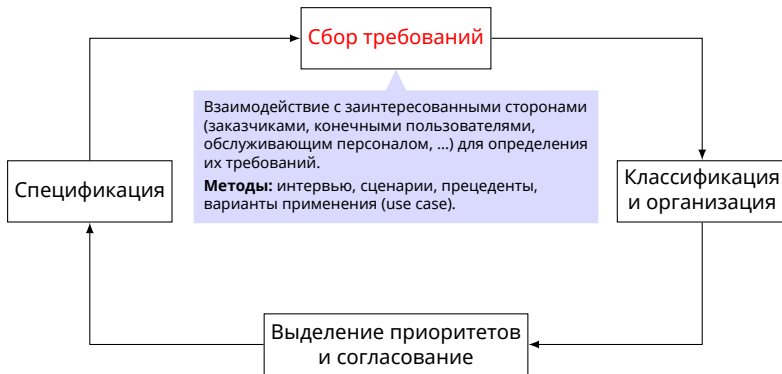 Сбор требований
Взаимодействие с заинтересованными сторонами
(заказчиками, конечными пользователями,
обслуживающим персоналом, ...) для определения
их требований.
Методы: интервью, сценарии, прецеденты,
варианты применения (use case).
Спецификация
Классификация
и организация
Выделение приоритетов
и согласование